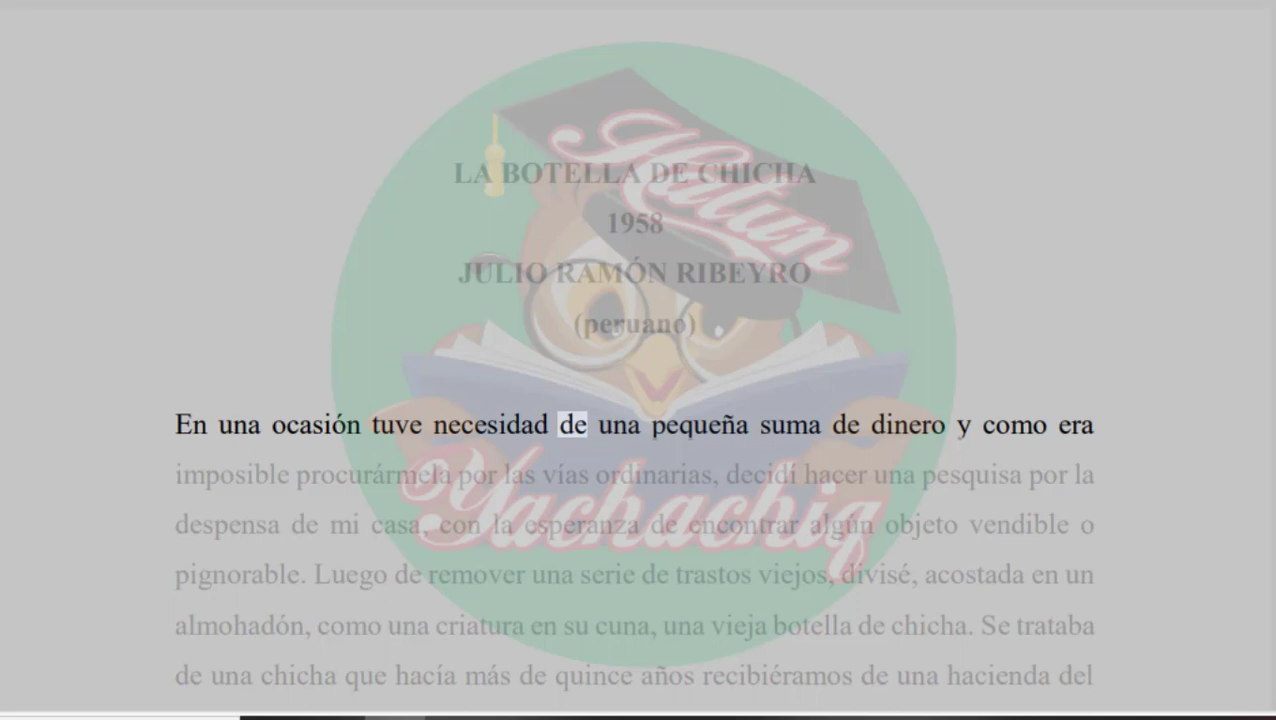 LA BOTELLA DE CHICHA
1958
JULIO RAMÓN RIBEYRO
(peruano)
Hatun
En una ocasión tuve necesidad de una pequeña suma de dinero y como era
imposible procurármela por las vías ordinarias, decidí hacer una pesquisa por la
despensa de mi casa, con la esperanza de encontrar algún objeto vendible o
Yachachiq
pignorable. Luego de remover una serie de trastos viejos, divisé, acostada en un
almohadón, como una criatura en su cuna, una vieja botella de chicha. Se trataba
de una chicha que hacía más de quince años recibiéramos de una hacienda del